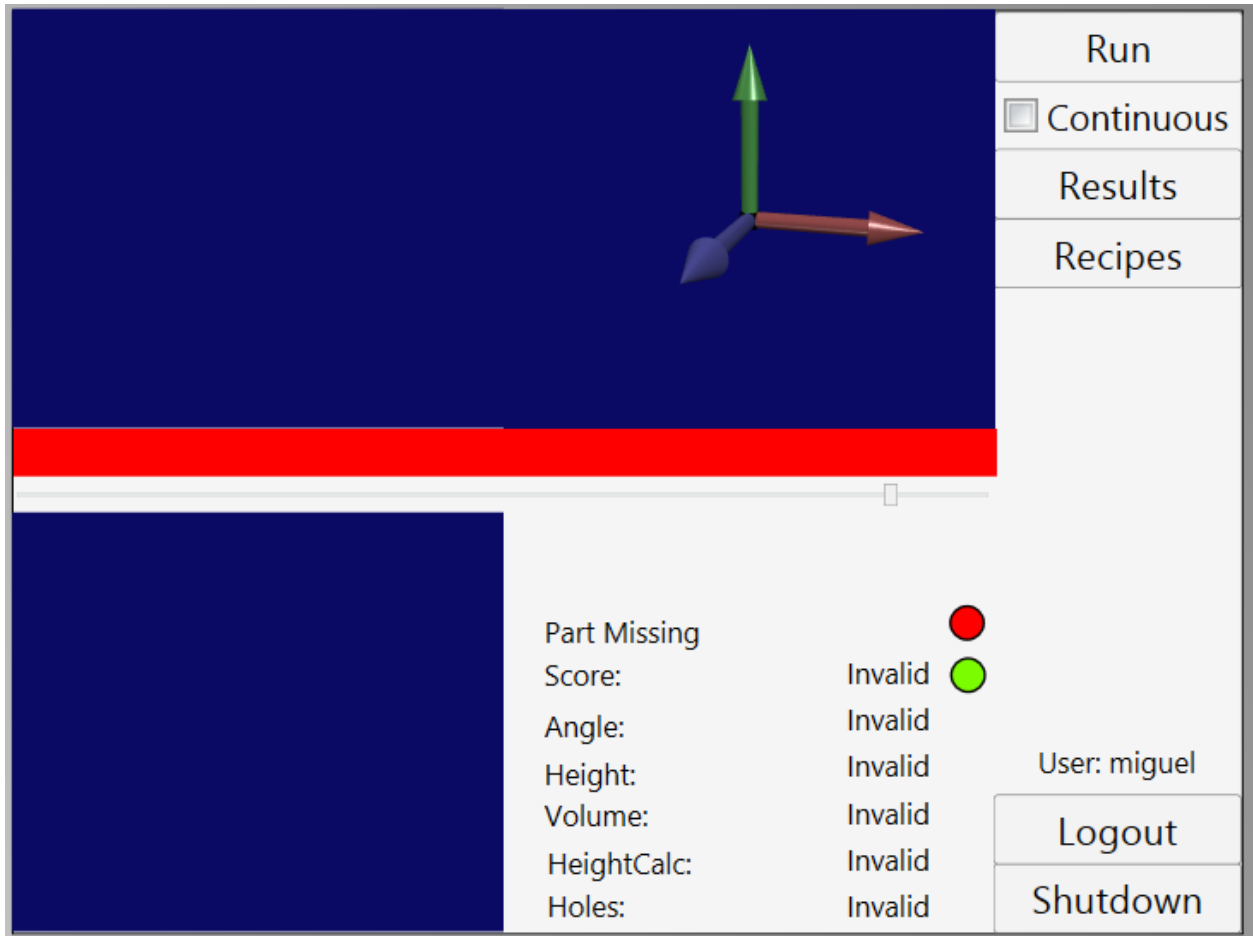 Run
Continuous
Results
Recipes
Part Missing
Score: Invalid
Angle: Invalid
Height: Invalid
Volume: Invalid
HeightCalc: Invalid
Holes: Invalid
User: miguel
Logout
Shutdown